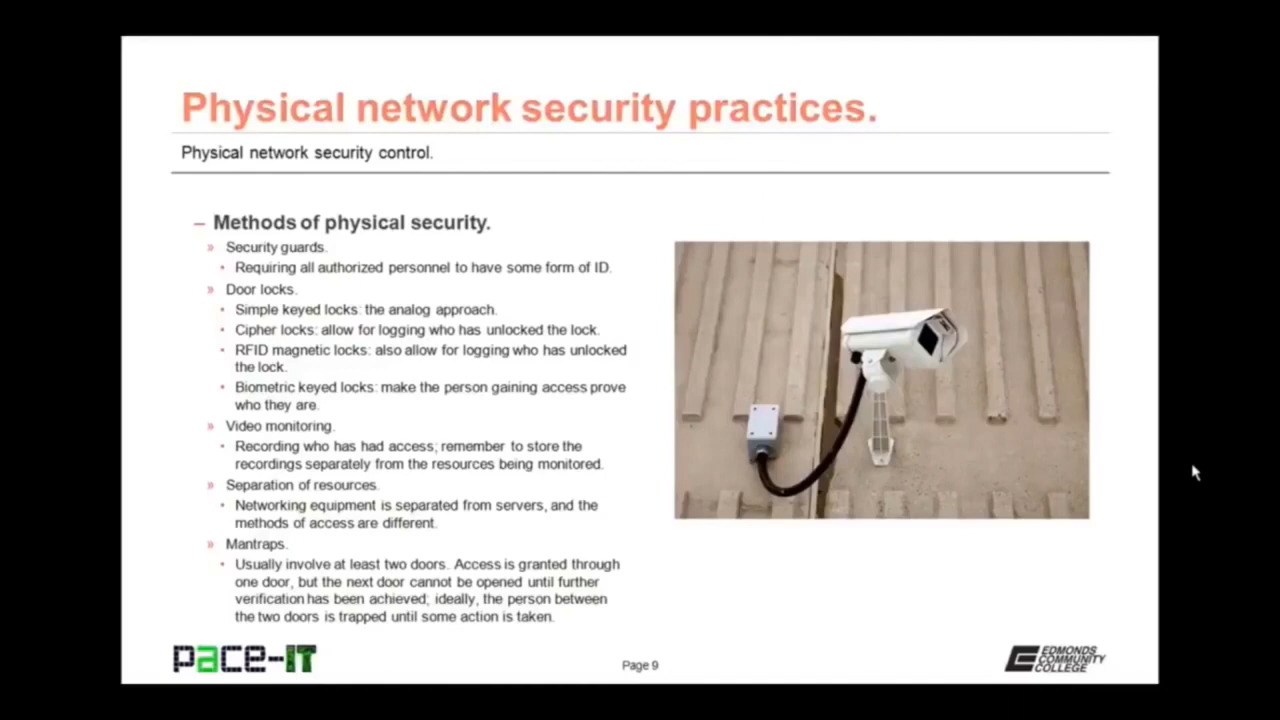 Physical network security practices.
Physical network security control.
– Methods of physical security.
» Security guards.
• Requiring all authorized personnel to have some form of ID.
» Door locks.
• Simple keyed locks: the analog approach.
• Cipher locks: allow for logging who has unlocked the lock.
• RFID magnetic locks: also allow for logging who has unlocked
the lock.
• Biometric keyed locks: make the person gaining access prove
who they are.
» Video monitoring.
• Recording who has had access; remember to store the
recordings separately from the resources being monitored.
» Separation of resources.
• Networking equipment is separated from servers, and the
methods of access are different.
» Mantraps.
• Usually involve at least two doors. Access is granted through
one door, but the next door cannot be opened until further
verification has been achieved; ideally, the person between
the two doors is trapped until some action is taken.
pace-IT
Page 9
EDMONDS
COMMUNITY
COLLEGE